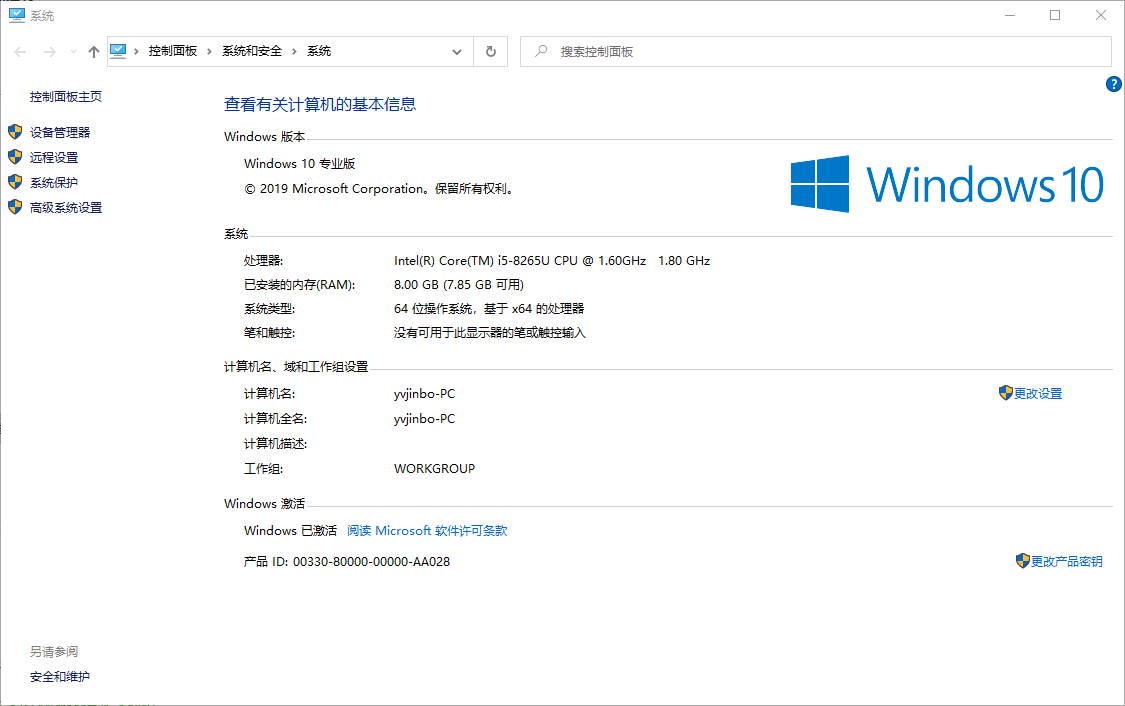 系统
控制面板 › 系统和安全 › 系统
搜索控制面板
?
控制面板主页
设备管理器
远程设置
系统保护
高级系统设置
查看有关计算机的基本信息
Windows 版本
Windows 10 专业版
© 2019 Microsoft Corporation。保留所有权利。
Windows 10
系统
处理器: Intel(R) Core(TM) i5-8265U CPU @ 1.60GHz 1.80 GHz
已安装的内存(RAM): 8.00 GB (7.85 GB 可用)
系统类型: 64 位操作系统，基于 x64 的处理器
笔和触控: 没有可用于此显示器的笔或触控输入
计算机名、域和工作组设置
计算机名: yvjinbo-PC 更改设置
计算机全名: yvjinbo-PC
计算机描述:
工作组: WORKGROUP
Windows 激活
Windows 已激活 阅读 Microsoft 软件许可条款
产品 ID: 00330-80000-00000-AA028 更改产品密钥
另请参阅
安全和维护